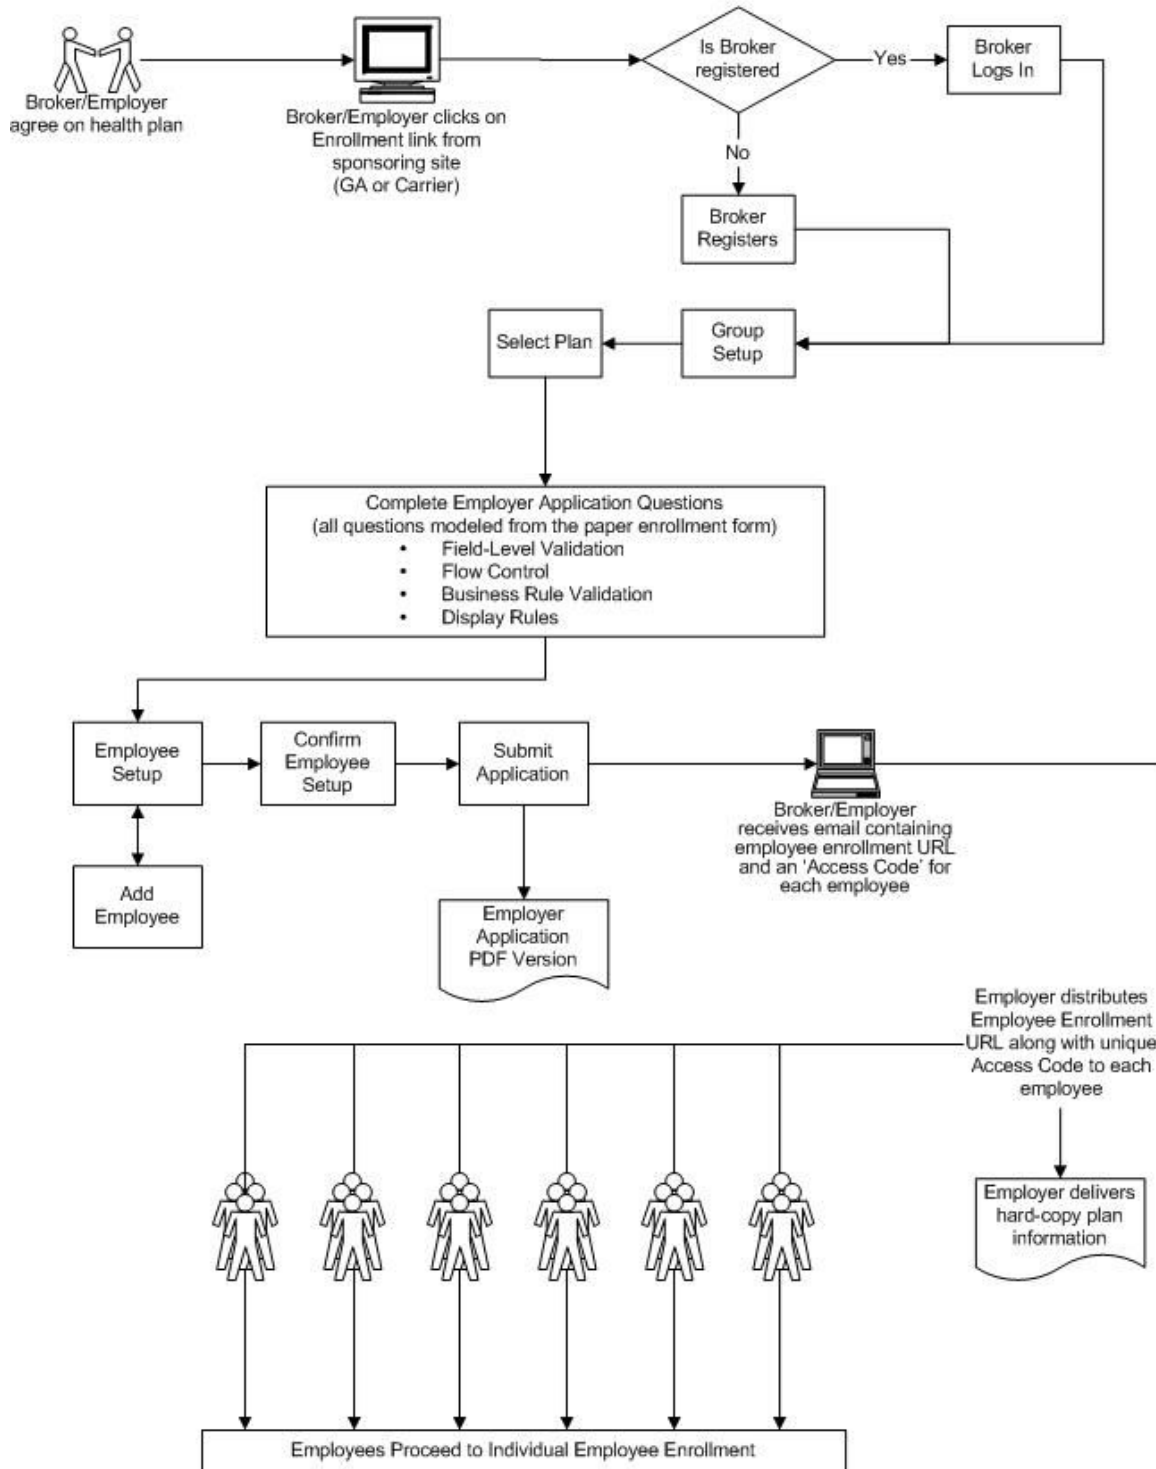 Broker/Employer
agree on health plan
Broker/Employer clicks on
Enrollment link from
sponsoring site
(GA or Carrier)
Is Broker
registered
Yes
Broker
Logs In
No
Broker
Registers
Select Plan
Group
Setup
Complete Employer Application Questions
(all questions modeled from the paper enrollment form)
• Field-Level Validation
• Flow Control
• Business Rule Validation
• Display Rules
Employee
Setup
Confirm
Employee
Setup
Submit
Application
Broker/Employer
receives email containing
employee enrollment URL
and an 'Access Code' for
each employee
Add
Employee
Employer
Application
PDF Version
Employer distributes
Employee Enrollment
URL along with unique
Access Code to each
employee
Employer delivers
hard-copy plan
information
Employees Proceed to Individual Employee Enrollment